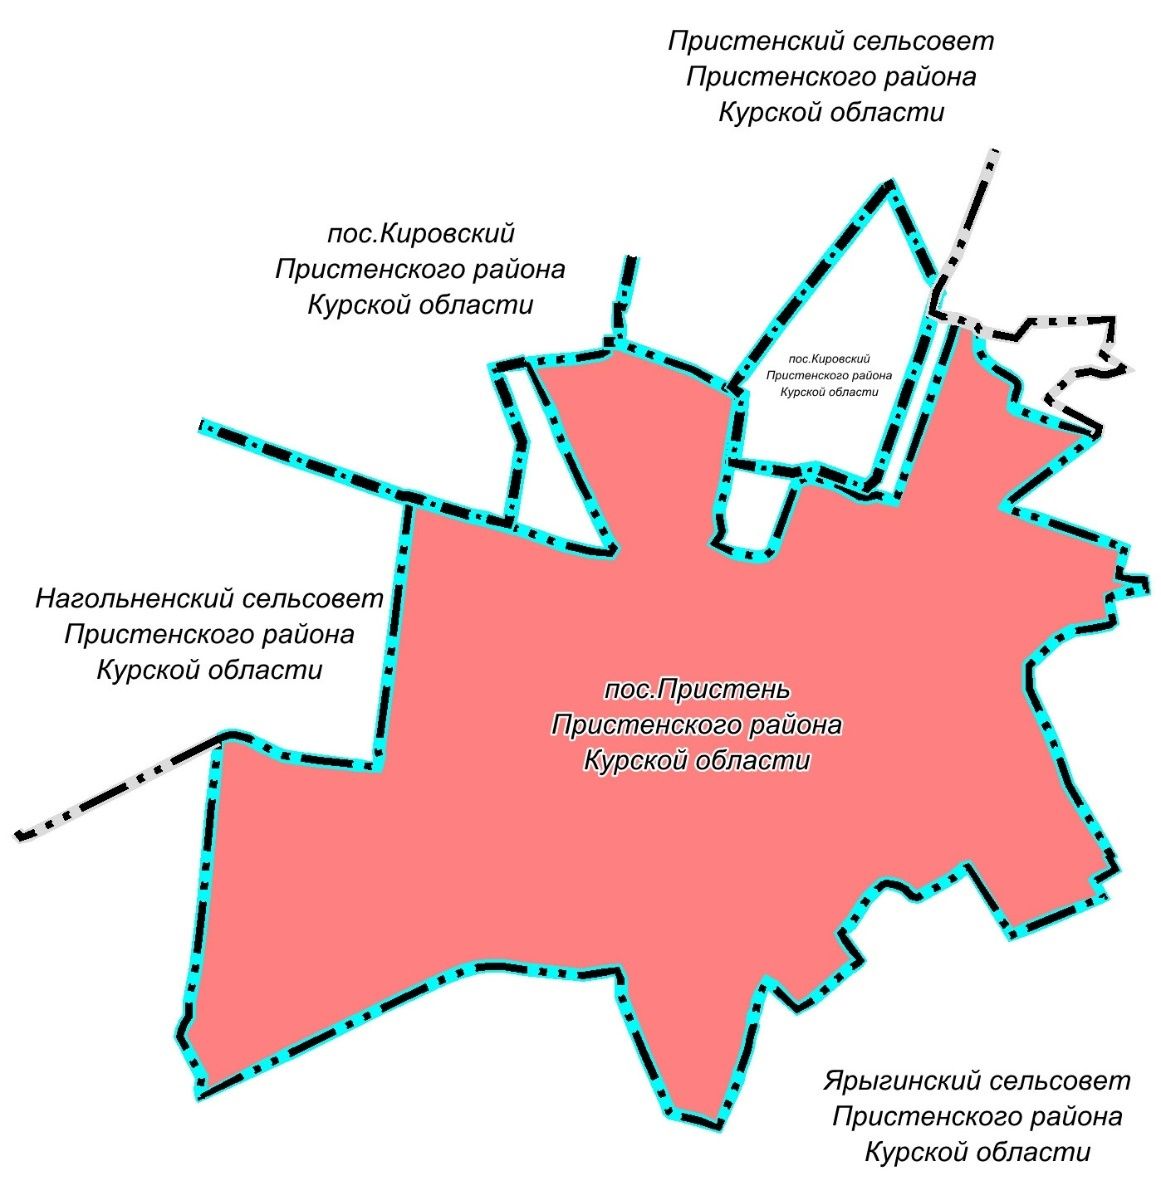 Пристенский сельсовет
Пристенского района
Курской области
пос.Кировский
Пристенского района
Курской области
пос.Кировский
Пристенского района
Курской области
Нагольненский сельсовет
Пристенского района
Курской области
пос.Пристень
Пристенского района
Курской области
Ярыгинский сельсовет
Пристенского района
Курской области